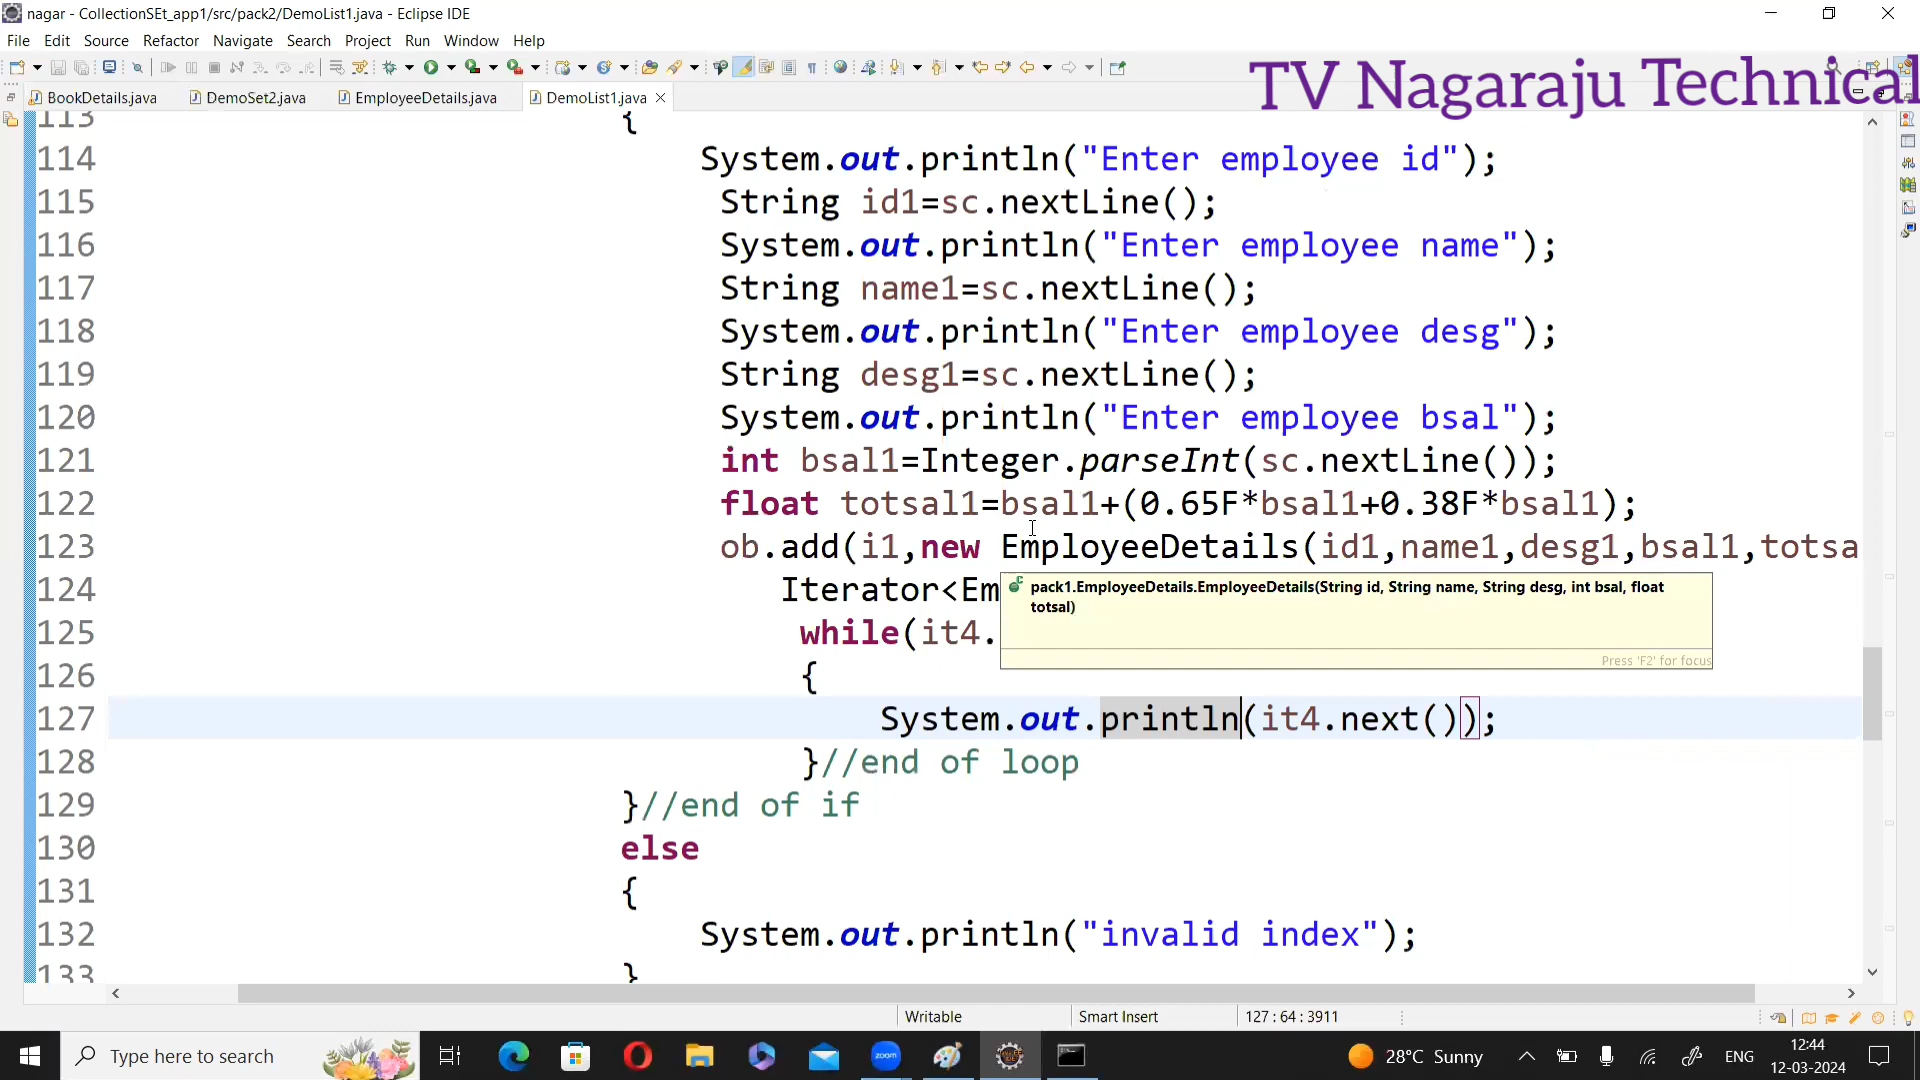 nagar - CollectionSEt_app1/src/pack2/DemoList1.java - Eclipse IDE
File Edit Source Refactor Navigate Search Project Run Window Help
TV Nagaraju Technical
BookDetails.java DemoSet2.java EmployeeDetails.java DemoList1.java
113 {
114 System.out.println("Enter employee id");
115 String id1=sc.nextLine();
116 System.out.println("Enter employee name");
117 String name1=sc.nextLine();
118 System.out.println("Enter employee desg");
119 String desg1=sc.nextLine();
120 System.out.println("Enter employee bsal");
121 int bsal1=Integer.parseInt(sc.nextLine());
122 float totsal1=bsal1+(0.65F*bsal1+0.38F*bsal1);
123 ob.add(i1,new EmployeeDetails(id1,name1,desg1,bsal1,totsa
124 Iterator<Em
pack1.EmployeeDetails.EmployeeDetails(String id, String name, String desg, int bsal, float
totsal)
125 while(it4.
Press 'F2' for focus
126 {
127 System.out.println(it4.next());
128 }//end of loop
129 }//end of if
130 else
131 {
132 System.out.println("invalid index");
133 }
Writable Smart Insert 127 : 64 : 3911
Type here to search
zoom
28°C Sunny
ENG
12:44
12-03-2024